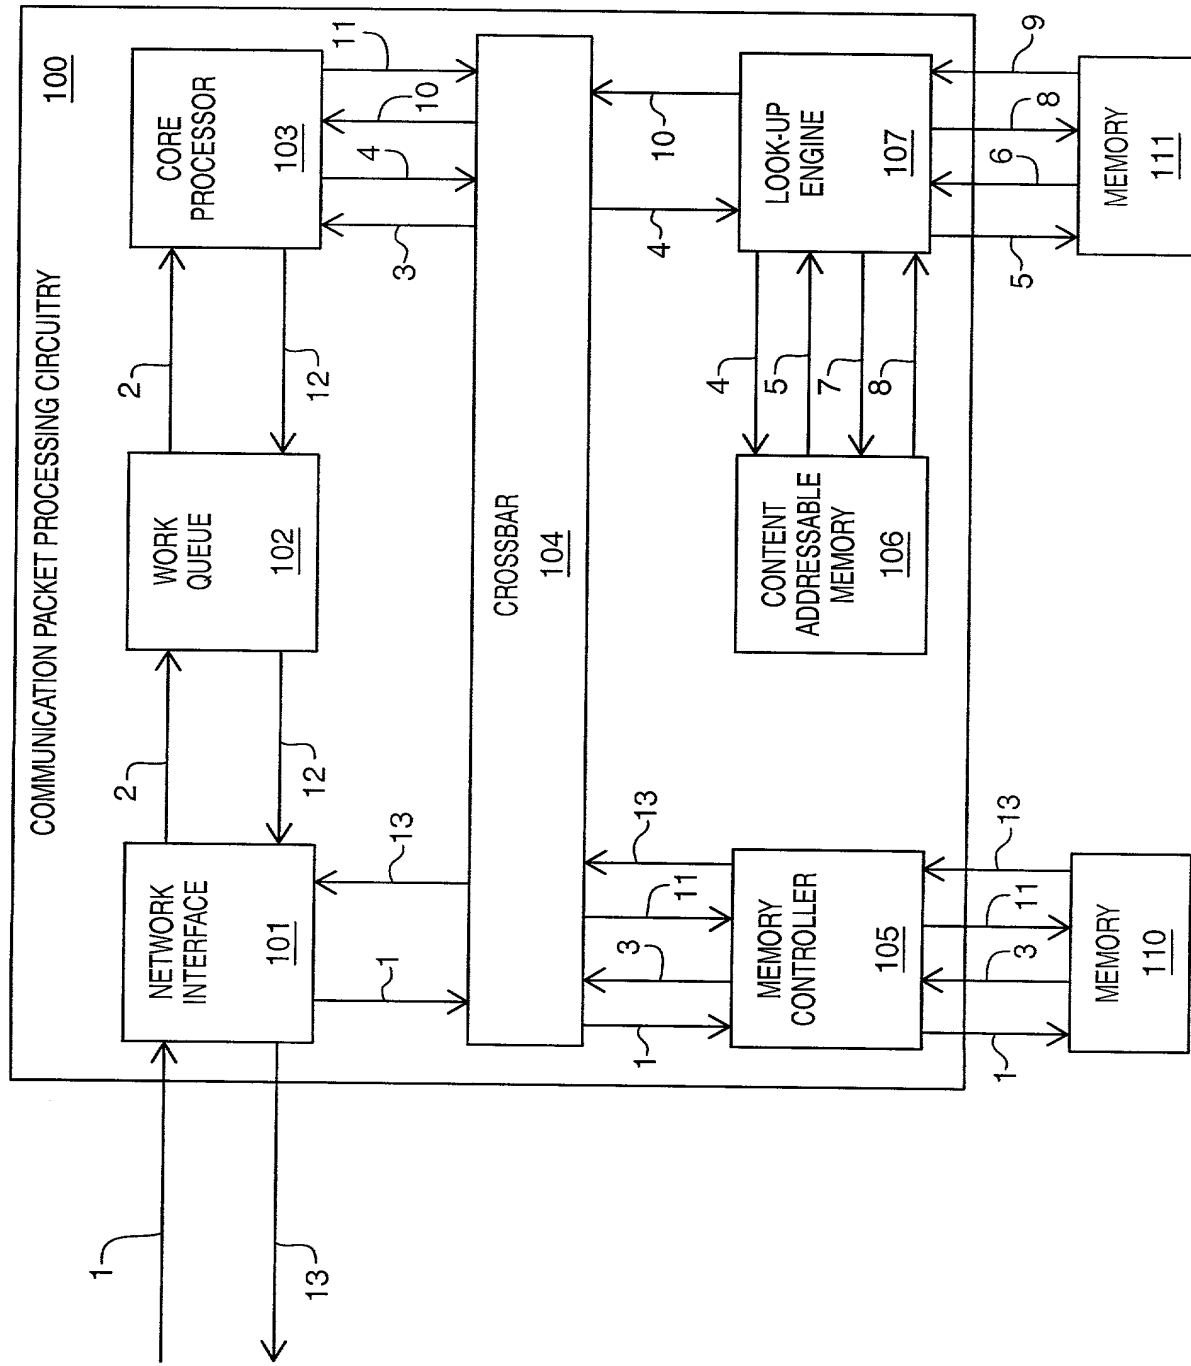 COMMUNICATION PACKET PROCESSING CIRCUITRY
100
1
2
2
NETWORK
INTERFACE
101
WORK
QUEUE
102
CORE
PROCESSOR
103
13
12
12
1
13
3
4
10
11
CROSSBAR
104
1
3
11
13
4
10
MEMORY
CONTROLLER
105
CONTENT
ADDRESSABLE
MEMORY
106
4
5
7
8
LOOK-UP
ENGINE
107
1
3
11
13
5
6
8
9
MEMORY
110
MEMORY
111